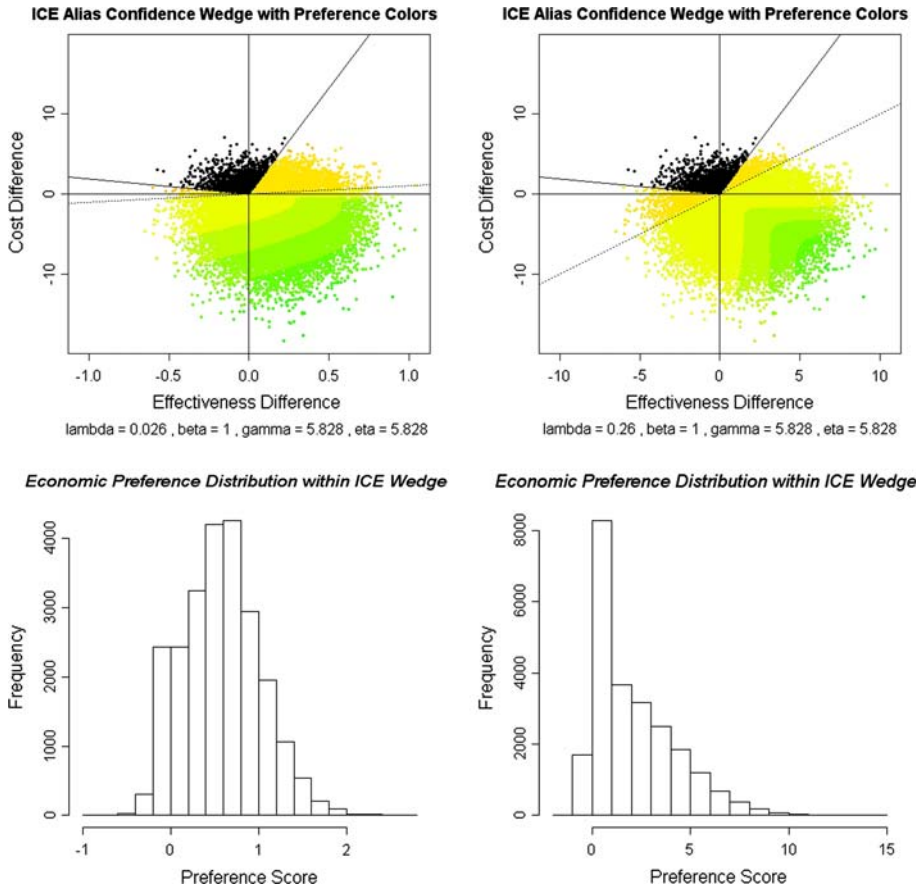 ICE Alias Confidence Wedge with Preference Colors
Cost Difference
10
0
-10
-1.0 -0.5 0.0 0.5 1.0
Effectiveness Difference
lambda = 0.026 , beta = 1 , gamma = 5.828 , eta = 5.828
ICE Alias Confidence Wedge with Preference Colors
Cost Difference
10
0
-10
-10 -5 0 5 10
Effectiveness Difference
lambda = 0.26 , beta = 1 , gamma = 5.828 , eta = 5.828
Economic Preference Distribution within ICE Wedge
Frequency
4000
3000
2000
1000
0
-1 0 1 2
Preference Score
Economic Preference Distribution within ICE Wedge
Frequency
8000
6000
4000
2000
0
0 5 10 15
Preference Score